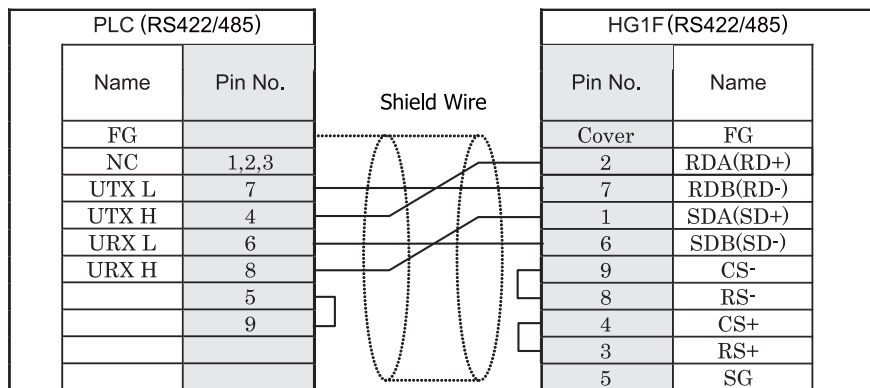 PLC (RS422/485) HG1F(RS422/485)
Name Pin No. Pin No. Name
Shield Wire
FG Cover FG
NC 1,2,3 2 RDA(RD+)
UTX L 7 7 RDB(RD-)
UTX H 4 1 SDA(SD+)
URX L 6 6 SDB(SD-)
URX H 8 9 CS-
5 8 RS-
9 4 CS+
3 RS+
5 SG